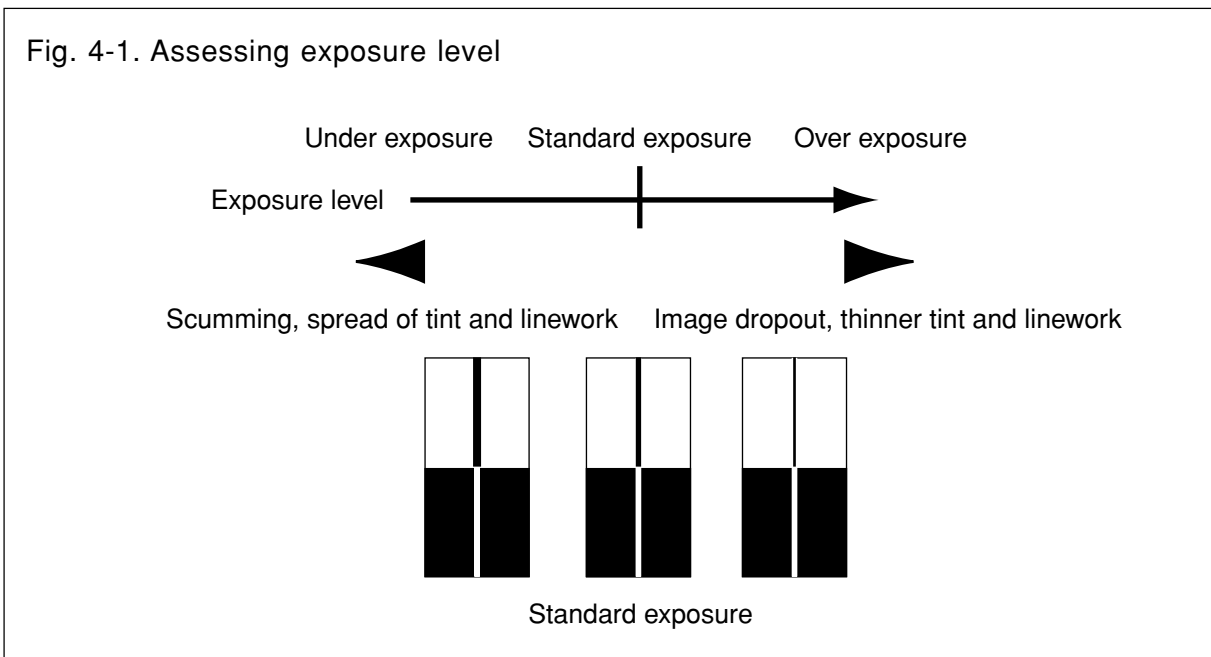 Fig. 4-1. Assessing exposure level
Under exposure Standard exposure Over exposure
Exposure level
Scumming, spread of tint and linework Image dropout, thinner tint and linework
Standard exposure